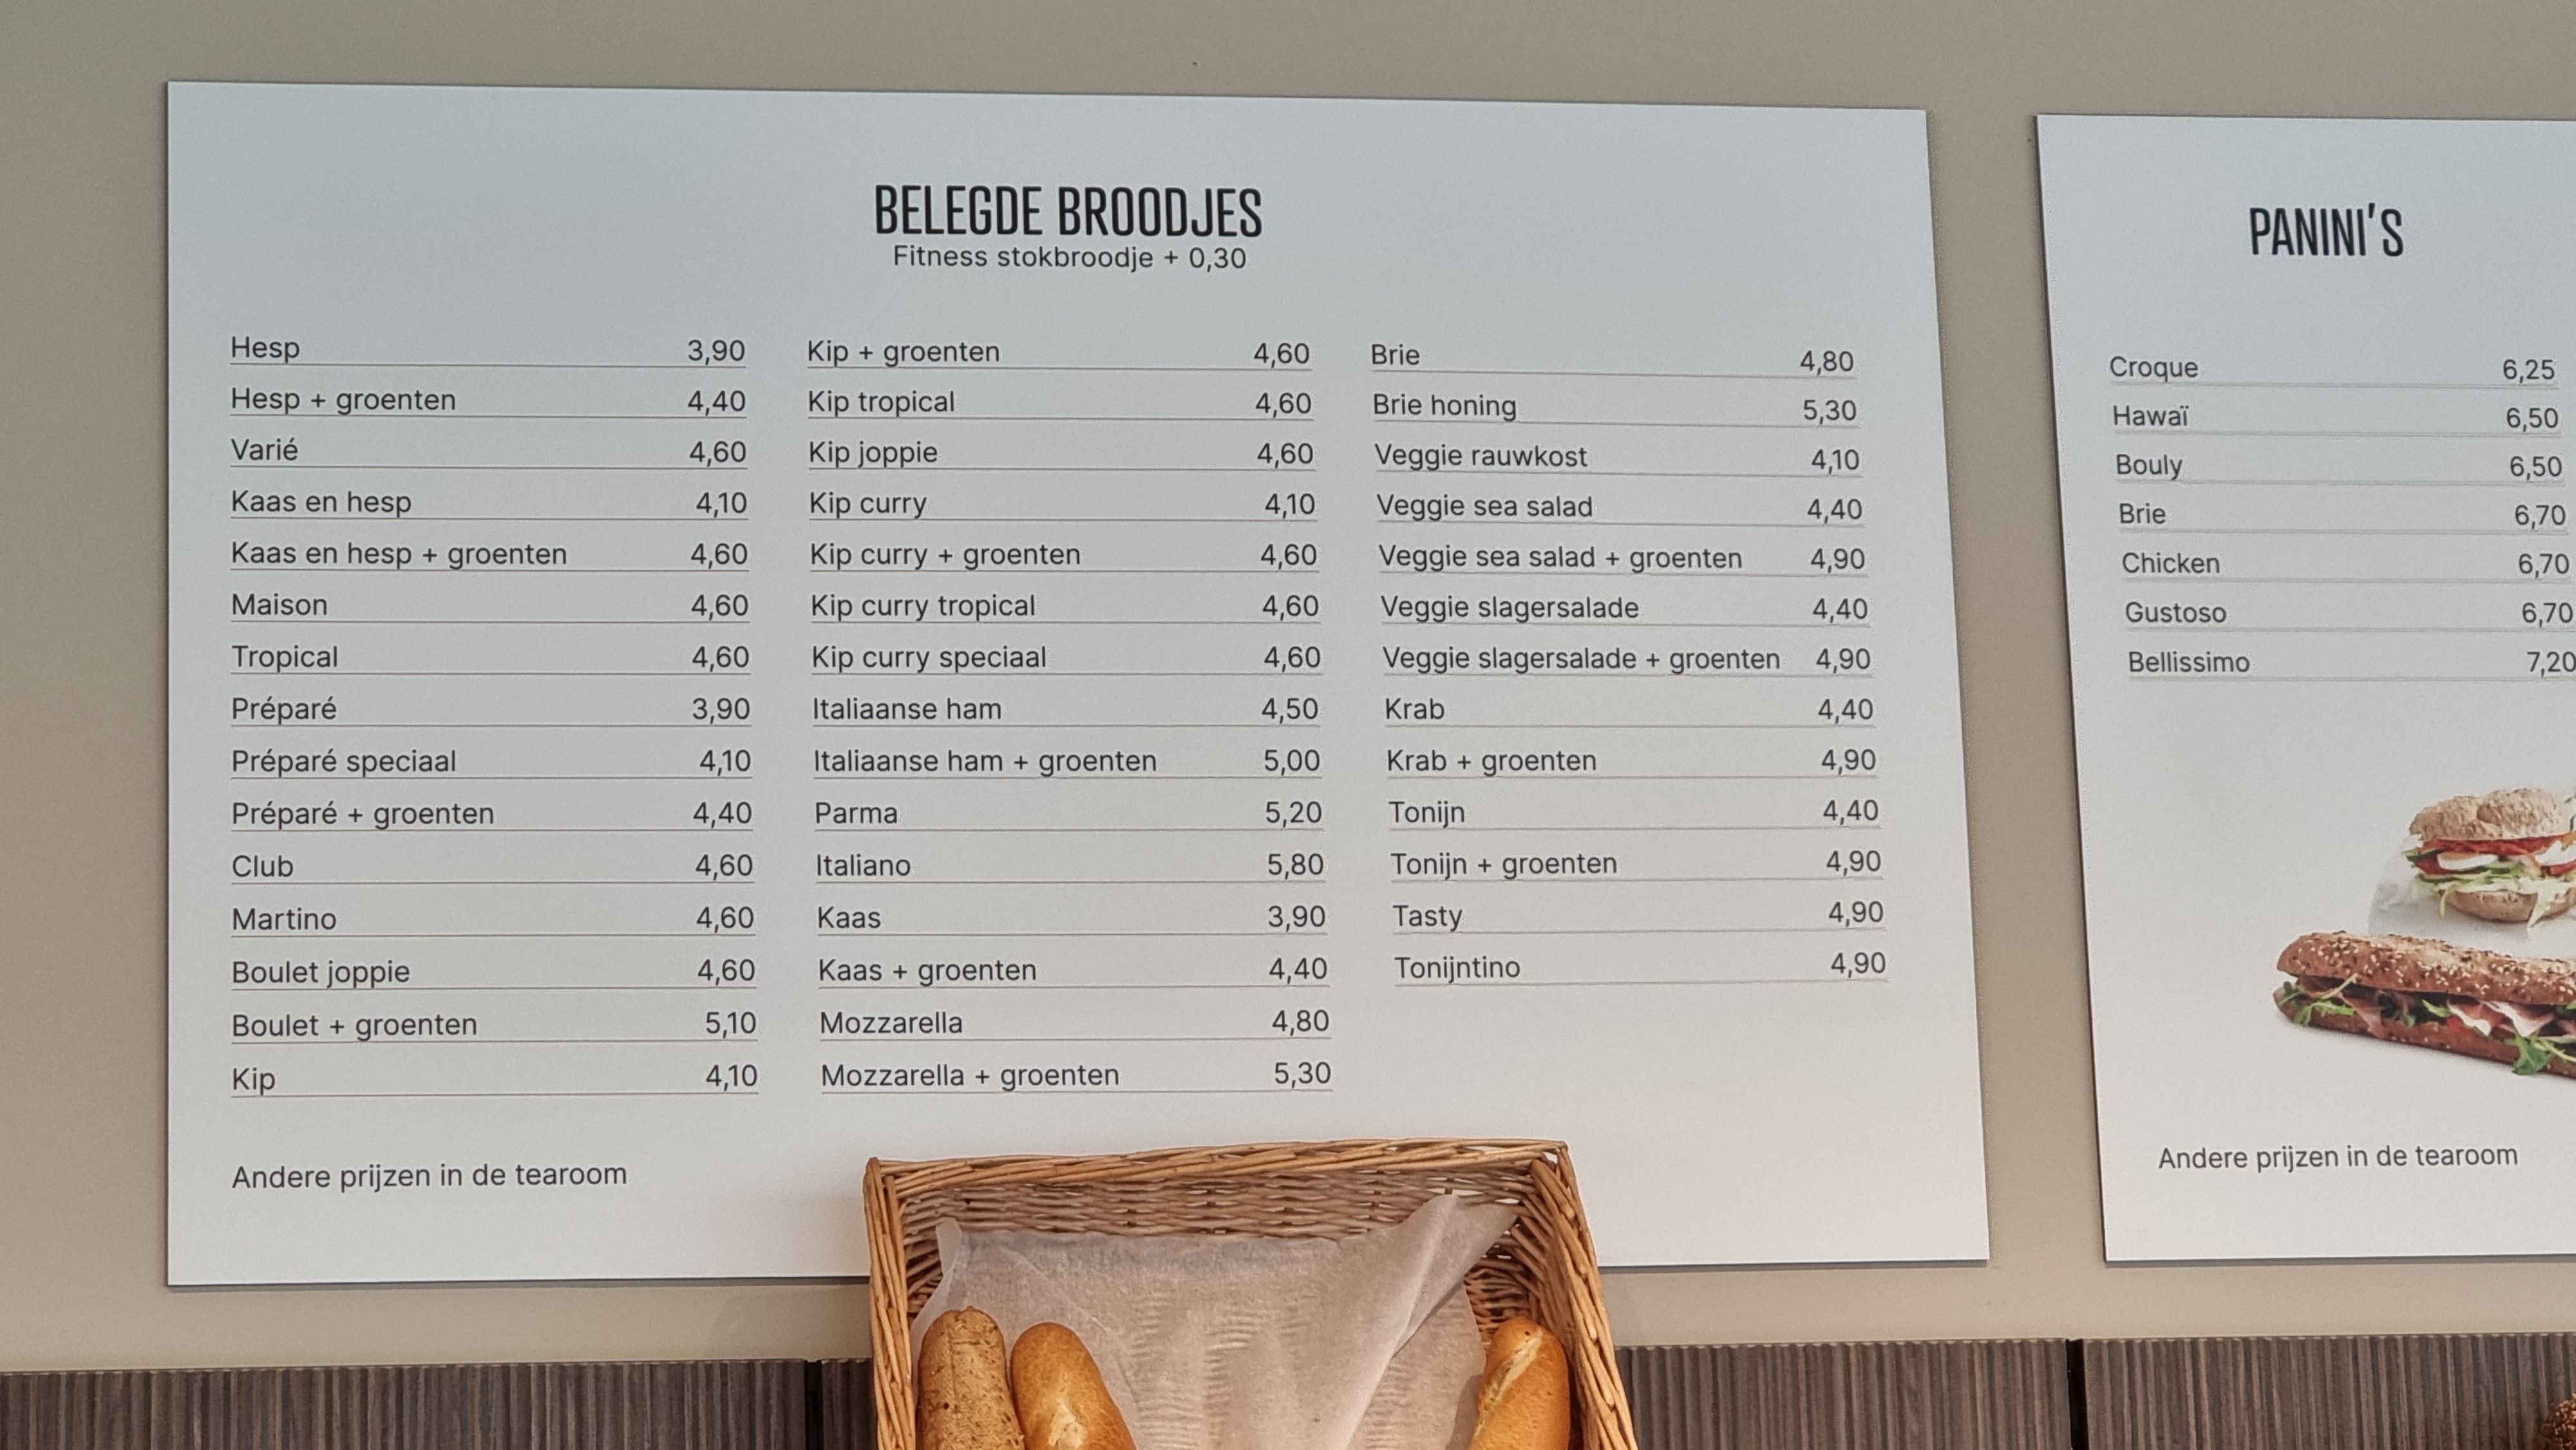 BELEGDE BROODJES
Fitness stokbroodje + 0,30
Hesp 3,90
Hesp + groenten 4,40
Varié 4,60
Kaas en hesp 4,10
Kaas en hesp + groenten 4,60
Maison 4,60
Tropical 4,60
Préparé 3,90
Préparé speciaal 4,10
Préparé + groenten 4,40
Club 4,60
Martino 4,60
Boulet joppie 4,60
Boulet + groenten 5,10
Kip 4,10
Kip + groenten 4,60
Kip tropical 4,60
Kip joppie 4,60
Kip curry 4,10
Kip curry + groenten 4,60
Kip curry tropical 4,60
Kip curry speciaal 4,60
Italiaanse ham 4,50
Italiaanse ham + groenten 5,00
Parma 5,20
Italiano 5,80
Kaas 3,90
Kaas + groenten 4,40
Mozzarella 4,80
Mozzarella + groenten 5,30
Brie 4,80
Brie honing 5,30
Veggie rauwkost 4,10
Veggie sea salad 4,40
Veggie sea salad + groenten 4,90
Veggie slagersalade 4,40
Veggie slagersalade + groenten 4,90
Krab 4,40
Krab + groenten 4,90
Tonijn 4,40
Tonijn + groenten 4,90
Tasty 4,90
Tonijntino 4,90
Andere prijzen in de tearoom
PANINI'S
Croque 6,25
Hawaï 6,50
Bouly 6,50
Brie 6,70
Chicken 6,70
Gustoso 6,70
Bellissimo 7,20
Andere prijzen in de tearoom